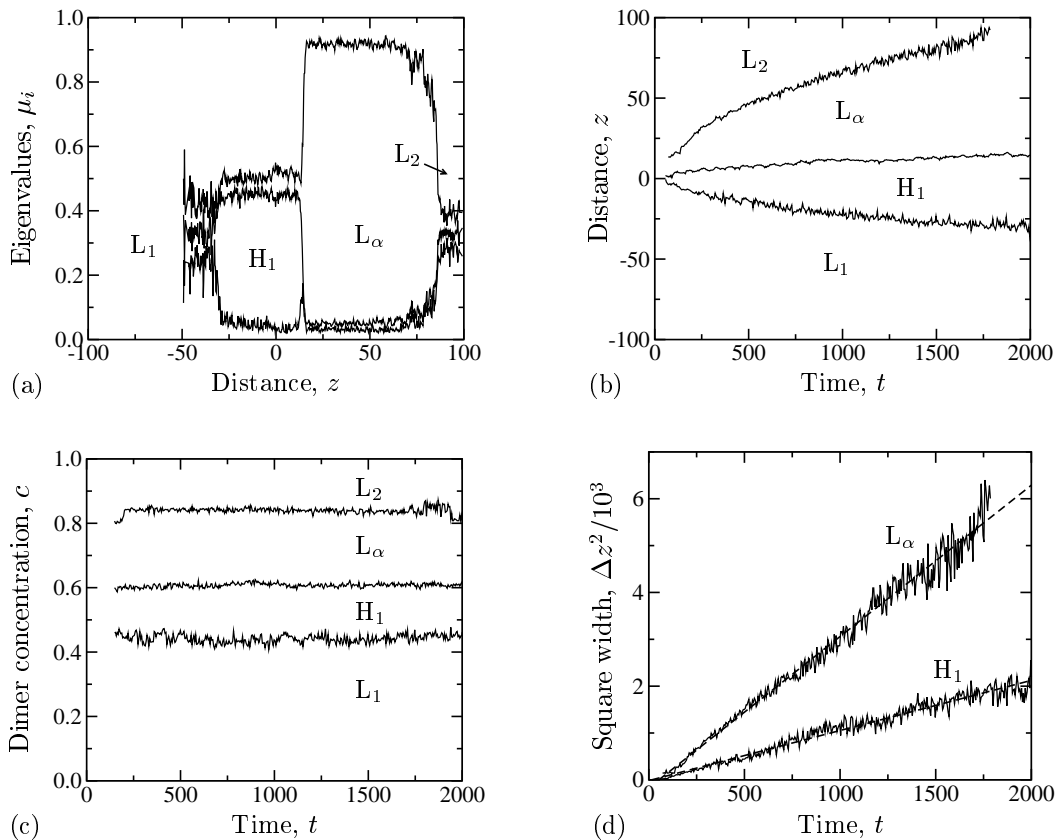 1.0
0.8
0.6
0.4
0.2
0.0
Eigenvalues, μᵢ
L₁
H₁
Lα
L₂
-100
-50
0
50
100
(a)
Distance, z
100
50
0
-50
-100
Distance, z
L₂
Lα
H₁
L₁
0
500
1000
1500
2000
Time, t
(b)
1.0
0.8
0.6
0.4
0.2
0.0
Dimer concentration, c
L₂
Lα
H₁
L₁
0
500
1000
1500
2000
(c)
Time, t
6
4
2
0
Square width, Δz²/10³
Lα
H₁
0
500
1000
1500
2000
(d)
Time, t